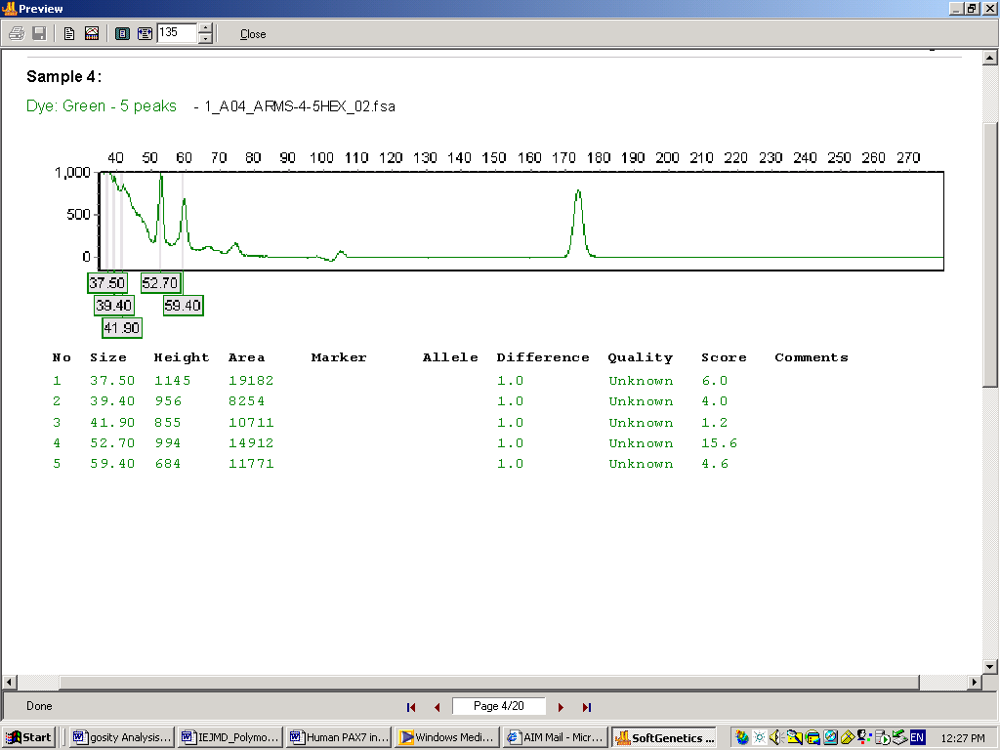 Preview
135 Close
Sample 4:
Dye: Green - 5 peaks - 1_A04_ARMS-4-5HEX_02.fsa
40 50 60 70 80 90 100 110 120 130 140 150 160 170 180 190 200 210 220 230 240 250 260 270
1,000
500
0
37.50 52.70
39.40 59.40
41.90
No Size Height Area Marker Allele Difference Quality Score Comments
1 37.50 1145 19182 1.0 Unknown 6.0
2 39.40 956 8254 1.0 Unknown 4.0
3 41.90 855 10711 1.0 Unknown 1.2
4 52.70 994 14912 1.0 Unknown 15.6
5 59.40 684 11771 1.0 Unknown 4.6
Done Page 4/20
Start gosity Analysis... IEJMD_Polymo... Human PAX7 in... Windows Medi... AIM Mail - Micr... SoftGenetics ... EN 12:27 PM